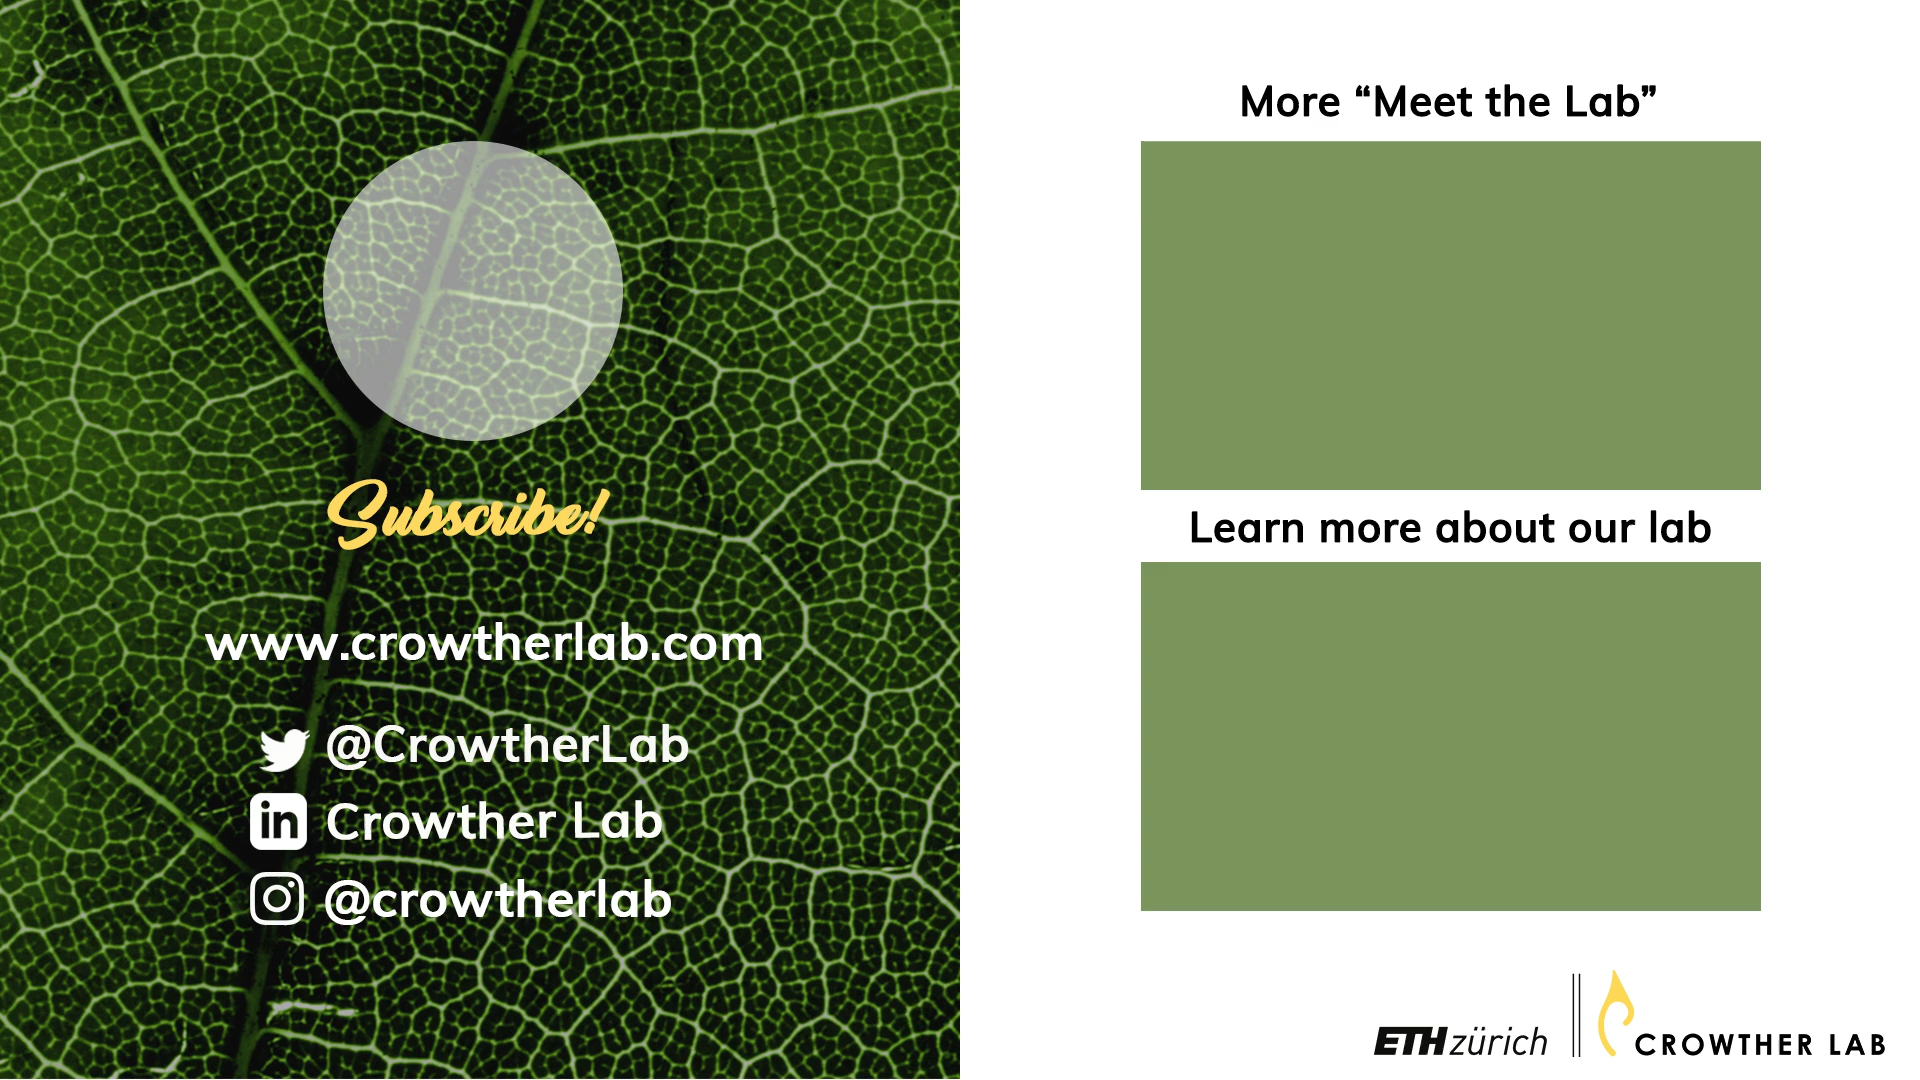 Subscribe!
www.crowtherlab.com
@CrowtherLab
in Crowther Lab
@crowtherlab
More “Meet the Lab”
Learn more about our lab
ETH zürich
CROWTHER LAB